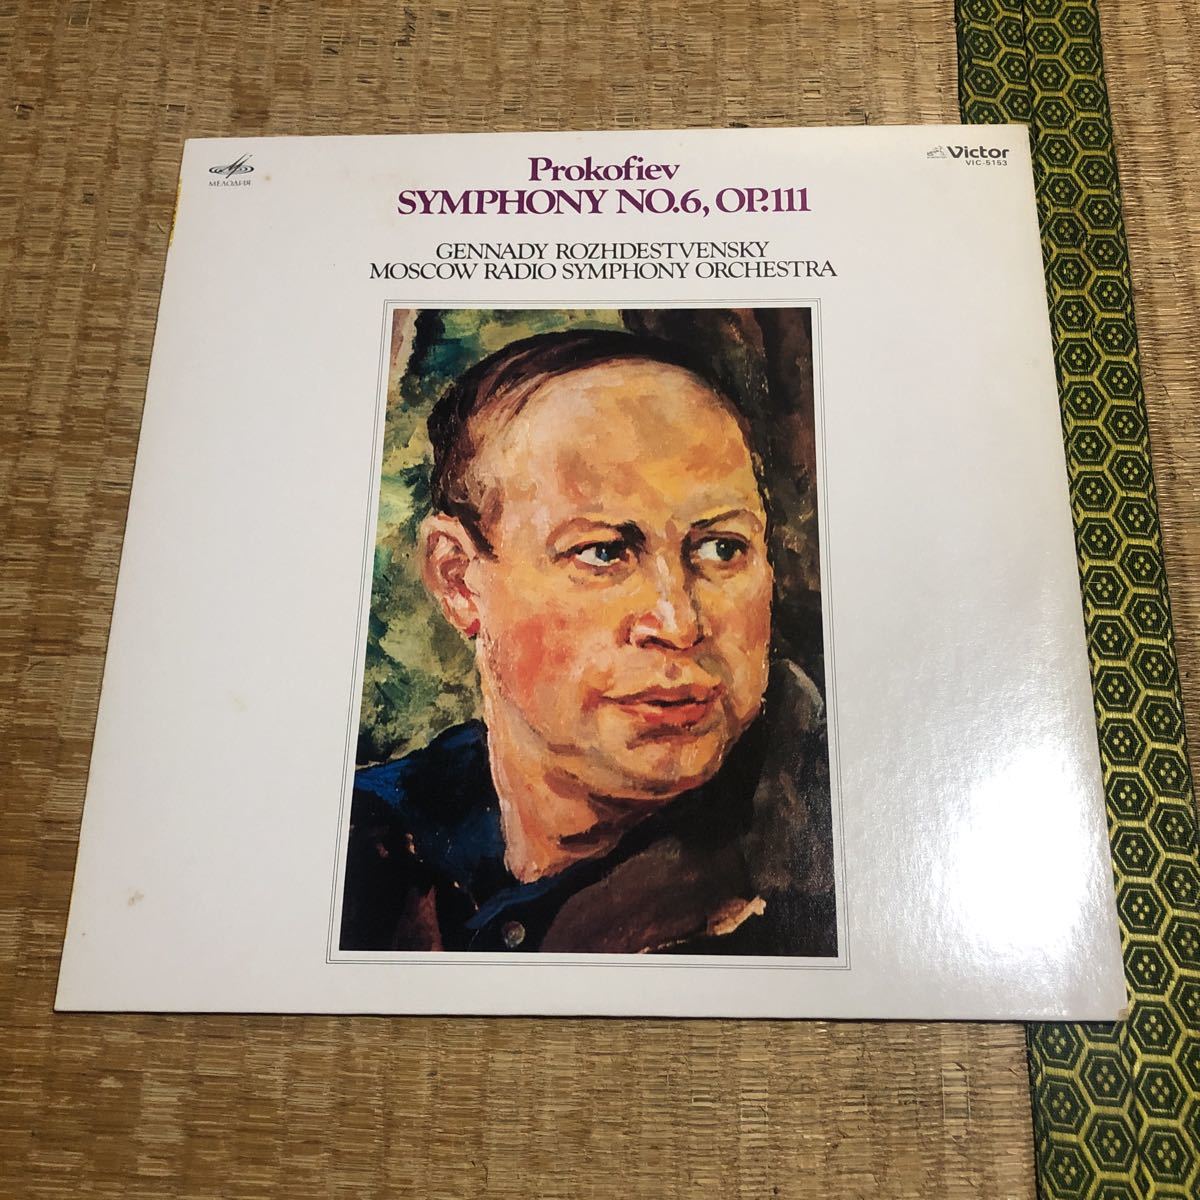 МЕЛОДИЯ
Victor
VIC-5153
Prokofiev
SYMPHONY NO.6, OP.111
GENNADY ROZHDESTVENSKY
MOSCOW RADIO SYMPHONY ORCHESTRA